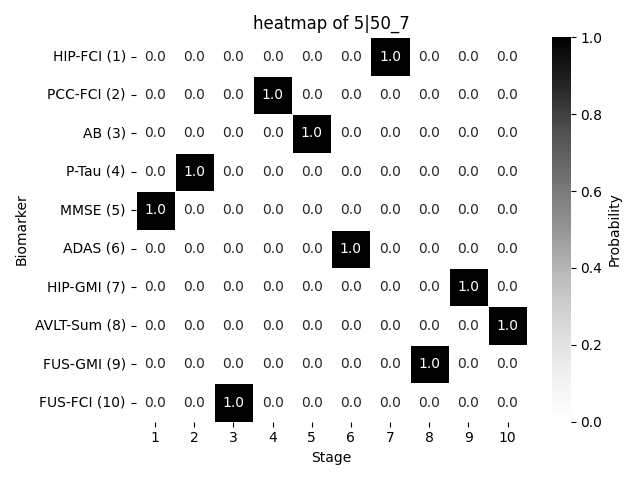 heatmap of 5|50_7
HIP-FCI (1) 0.0 0.0 0.0 0.0 0.0 0.0 1.0 0.0 0.0 0.0
PCC-FCI (2) 0.0 0.0 0.0 1.0 0.0 0.0 0.0 0.0 0.0 0.0
AB (3) 0.0 0.0 0.0 0.0 1.0 0.0 0.0 0.0 0.0 0.0
P-Tau (4) 0.0 1.0 0.0 0.0 0.0 0.0 0.0 0.0 0.0 0.0
MMSE (5) 1.0 0.0 0.0 0.0 0.0 0.0 0.0 0.0 0.0 0.0
ADAS (6) 0.0 0.0 0.0 0.0 0.0 1.0 0.0 0.0 0.0 0.0
HIP-GMI (7) 0.0 0.0 0.0 0.0 0.0 0.0 0.0 0.0 1.0 0.0
AVLT-Sum (8) 0.0 0.0 0.0 0.0 0.0 0.0 0.0 0.0 0.0 1.0
FUS-GMI (9) 0.0 0.0 0.0 0.0 0.0 0.0 0.0 1.0 0.0 0.0
FUS-FCI (10) 0.0 0.0 1.0 0.0 0.0 0.0 0.0 0.0 0.0 0.0
1 2 3 4 5 6 7 8 9 10
Stage
Biomarker
1.0
0.8
0.6
0.4
0.2
0.0
Probability